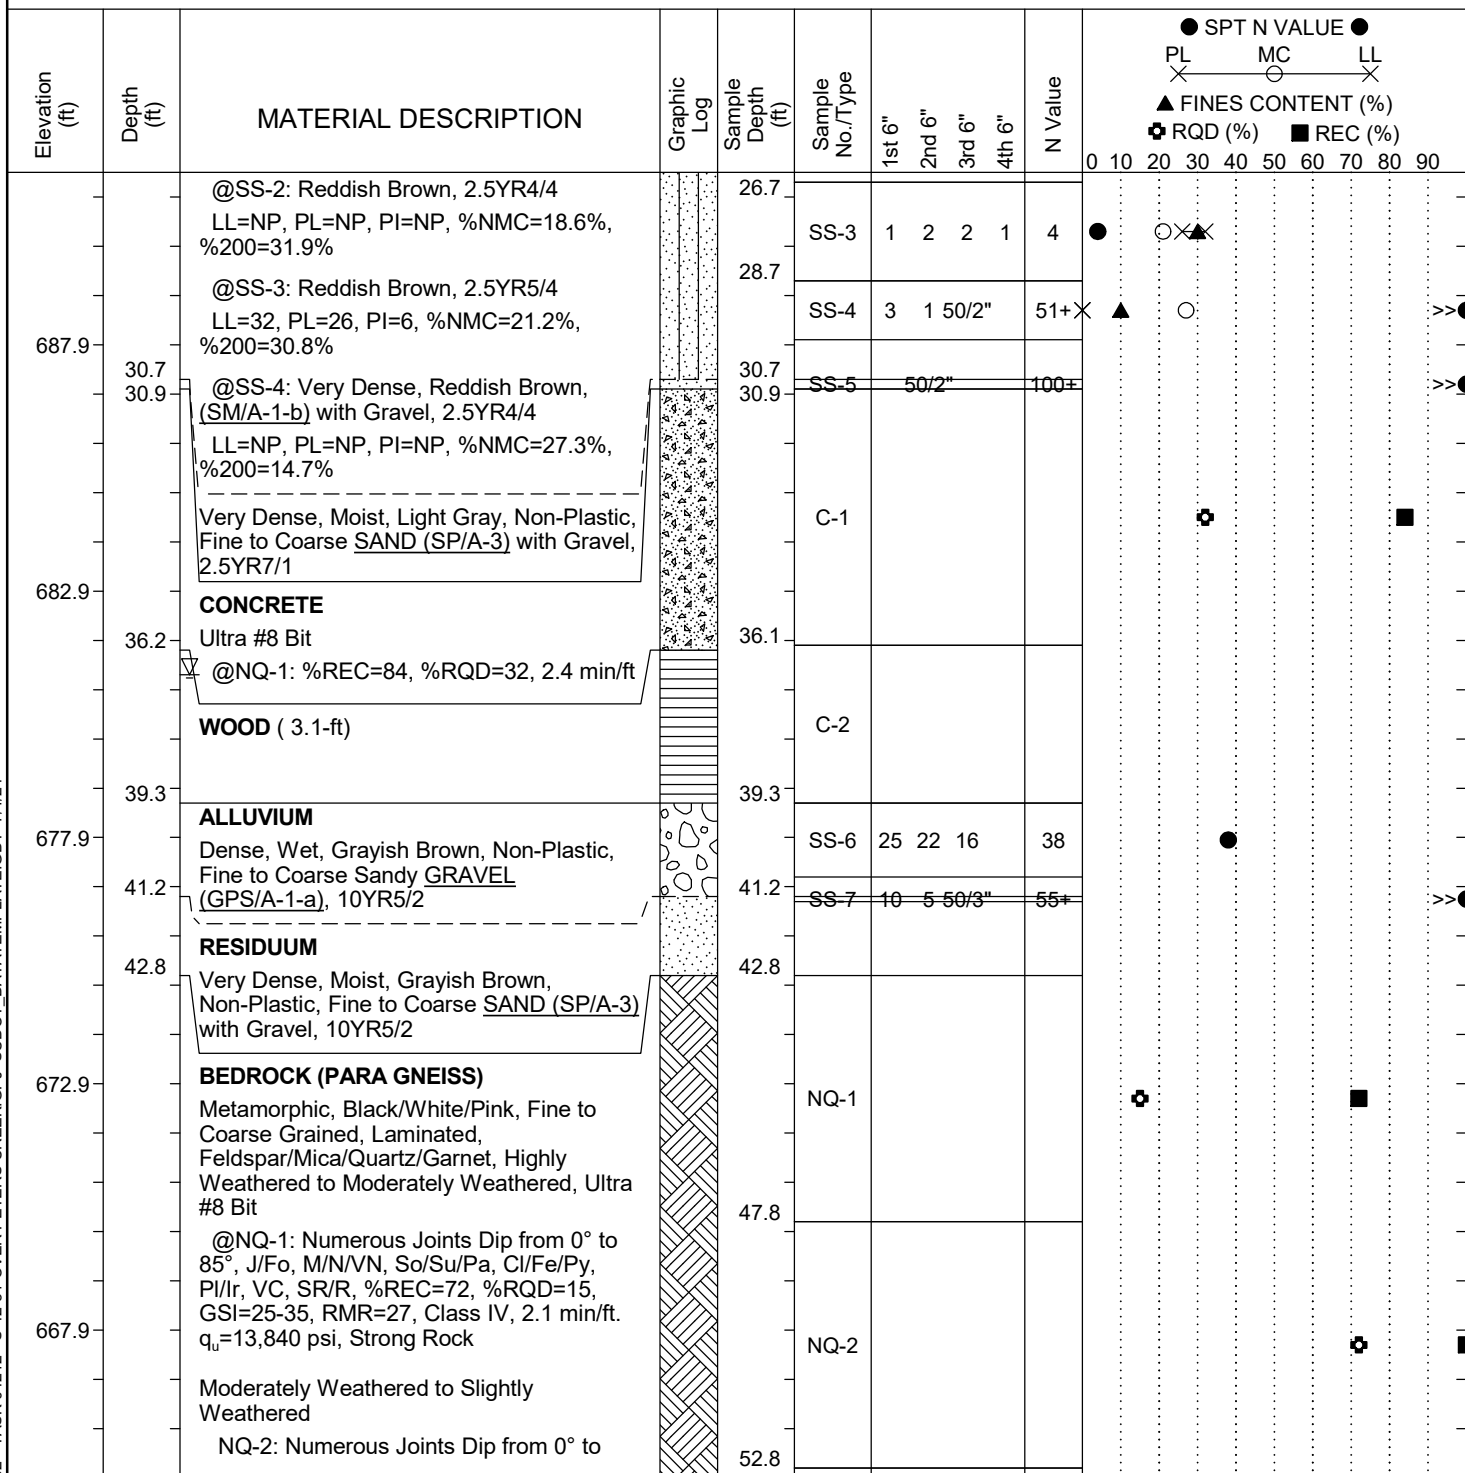 ● SPT N VALUE ●
PL MC LL
▲ FINES CONTENT (%)
RQD (%) ■ REC (%)
Elevation (ft)
Depth (ft)
MATERIAL DESCRIPTION
Graphic Log
Sample Depth (ft)
Sample No./Type
1st 6"
2nd 6"
3rd 6"
4th 6"
N Value
0 10 20 30 40 50 60 70 80 90
@SS-2: Reddish Brown, 2.5YR4/4
LL=NP, PL=NP, PI=NP, %NMC=18.6%,
%200=31.9%
26.7
SS-3 1 2 2 1 4
28.7
@SS-3: Reddish Brown, 2.5YR5/4
LL=32, PL=26, PI=6, %NMC=21.2%,
%200=30.8%
SS-4 3 1 50/2" 51+ >>
687.9
30.7 30.7
SS-5 50/2" 100+ >>
30.9 30.9
@SS-4: Very Dense, Reddish Brown,
(SM/A-1-b) with Gravel, 2.5YR4/4
LL=NP, PL=NP, PI=NP, %NMC=27.3%,
%200=14.7%
Very Dense, Moist, Light Gray, Non-Plastic,
Fine to Coarse SAND (SP/A-3) with Gravel,
2.5YR7/1
C-1
682.9
CONCRETE
Ultra #8 Bit
36.2 36.1
@NQ-1: %REC=84, %RQD=32, 2.4 min/ft
WOOD ( 3.1-ft)
C-2
39.3 39.3
ALLUVIUM
677.9
Dense, Wet, Grayish Brown, Non-Plastic,
Fine to Coarse Sandy GRAVEL
(GPS/A-1-a), 10YR5/2
SS-6 25 22 16 38
41.2 41.2
SS-7 10 5 50/3" 55+ >>
RESIDUUM
42.8 42.8
Very Dense, Moist, Grayish Brown,
Non-Plastic, Fine to Coarse SAND (SP/A-3)
with Gravel, 10YR5/2
672.9
BEDROCK (PARA GNEISS)
NQ-1
Metamorphic, Black/White/Pink, Fine to
Coarse Grained, Laminated,
Feldspar/Mica/Quartz/Garnet, Highly
Weathered to Moderately Weathered, Ultra
#8 Bit
47.8
@NQ-1: Numerous Joints Dip from 0° to
85°, J/Fo, M/N/VN, So/Su/Pa, Cl/Fe/Py,
Pl/Ir, VC, SR/R, %REC=72, %RQD=15,
GSI=25-35, RMR=27, Class IV, 2.1 min/ft.
qu=13,840 psi, Strong Rock
667.9
NQ-2
Moderately Weathered to Slightly
Weathered
NQ-2: Numerous Joints Dip from 0° to
52.8